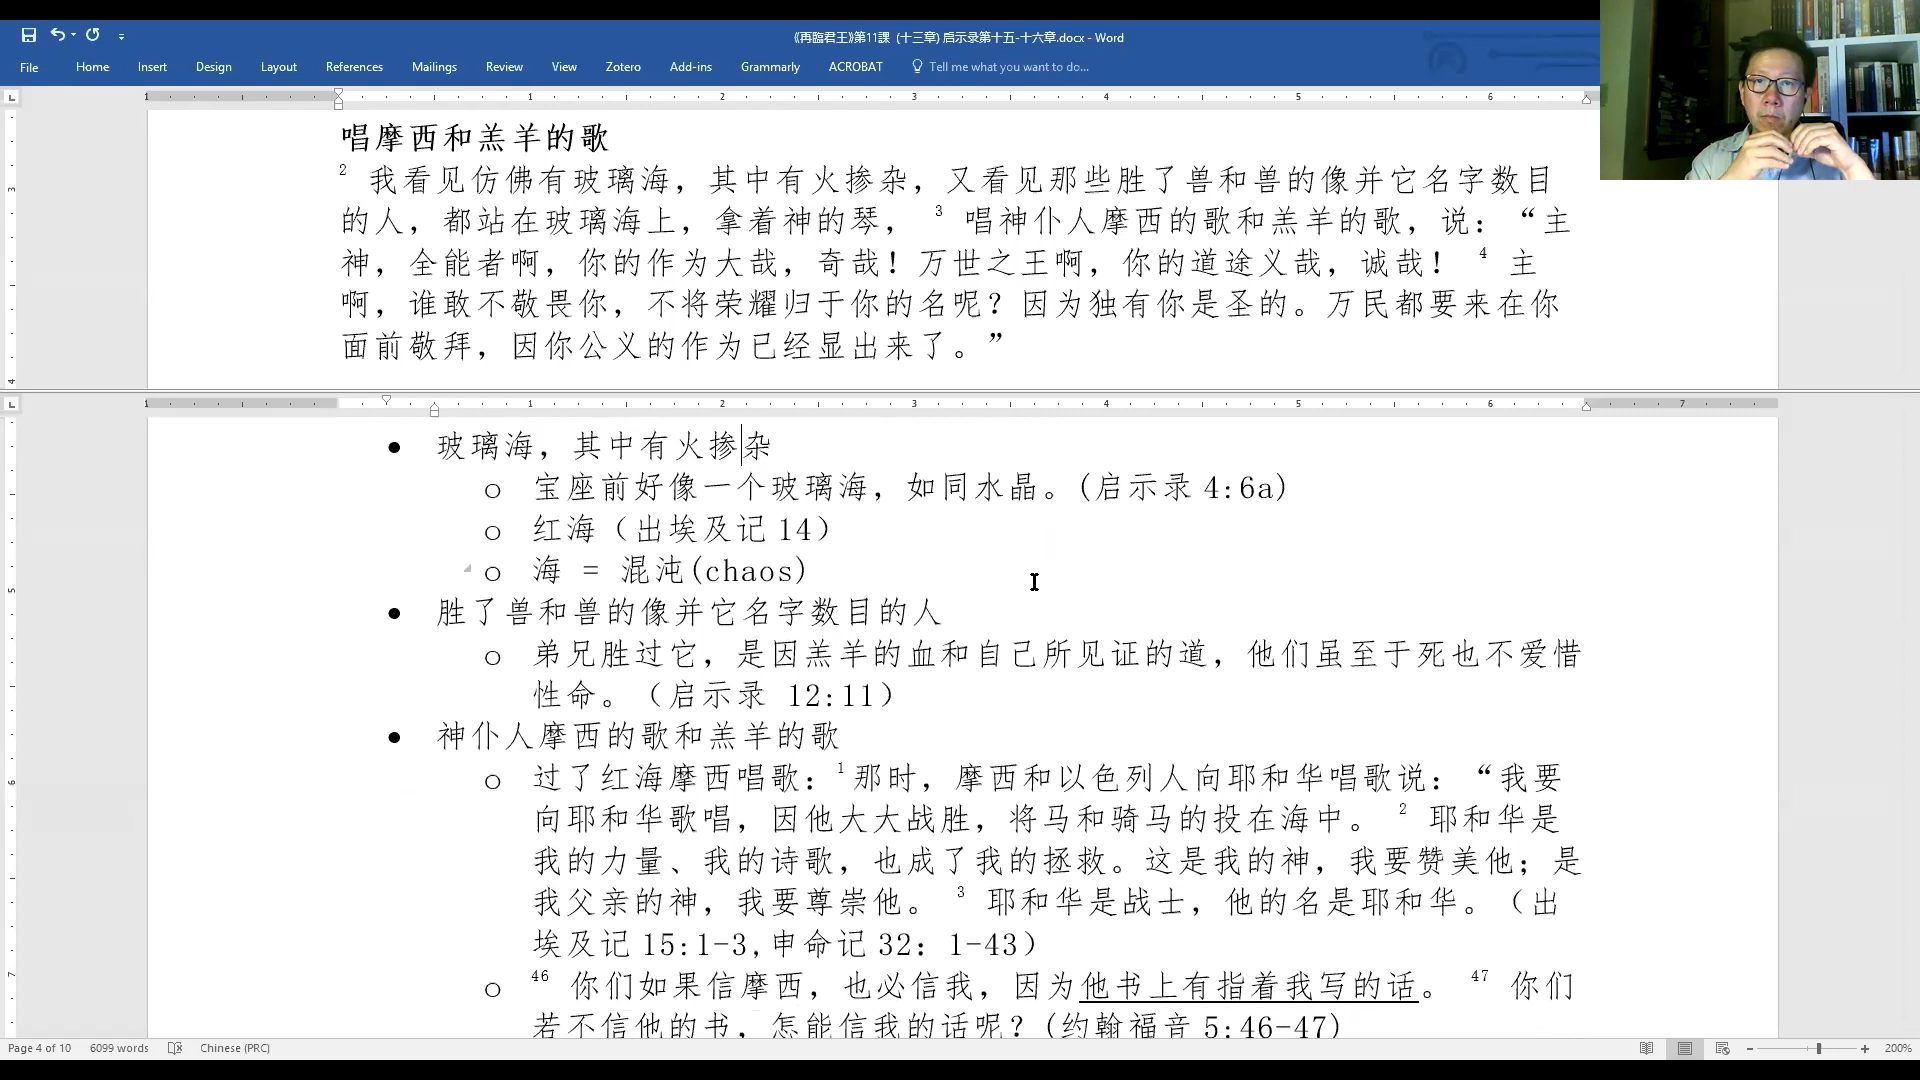 《再臨君王》第11課 (十三章) 启示录第十五-十六章.docx - Word
File Home Insert Design Layout References Mailings Review View Zotero Add-ins Grammarly ACROBAT Tell me what you want to do...
1 1 2 3 4 5 6
唱摩西和羔羊的歌
2 我看见仿佛有玻璃海，其中有火掺杂，又看见那些胜了兽和兽的像并它名字数目
的人，都站在玻璃海上，拿着神的琴， 3 唱神仆人摩西的歌和羔羊的歌，说：“主
神，全能者啊，你的作为大哉，奇哉！万世之王啊，你的道途义哉，诚哉！ 4 主
啊，谁敢不敬畏你，不将荣耀归于你的名呢？因为独有你是圣的。万民都要来在你
面前敬拜，因你公义的作为已经显出来了。”
3
4
1 1 2 3 4 5 6 7
● 玻璃海，其中有火掺杂
o 宝座前好像一个玻璃海，如同水晶。(启示录 4:6a)
o 红海（出埃及记 14）
o 海 = 混沌(chaos)
● 胜了兽和兽的像并它名字数目的人
o 弟兄胜过它，是因羔羊的血和自己所见证的道，他们虽至于死也不爱惜
性命。（启示录 12:11）
● 神仆人摩西的歌和羔羊的歌
o 过了红海摩西唱歌：1 那时，摩西和以色列人向耶和华唱歌说：“我要
向耶和华歌唱，因他大大战胜，将马和骑马的投在海中。 2 耶和华是
我的力量、我的诗歌，也成了我的拯救。这是我的神，我要赞美他；是
我父亲的神，我要尊崇他。 3 耶和华是战士，他的名是耶和华。（出
埃及记 15:1-3,申命记 32：1-43）
o 46 你们如果信摩西，也必信我，因为他书上有指着我写的话。 47 你们
若不信他的书，怎能信我的话呢？(约翰福音 5:46-47)
5
6
7
Page 4 of 10 6099 words Chinese (PRC) 200%